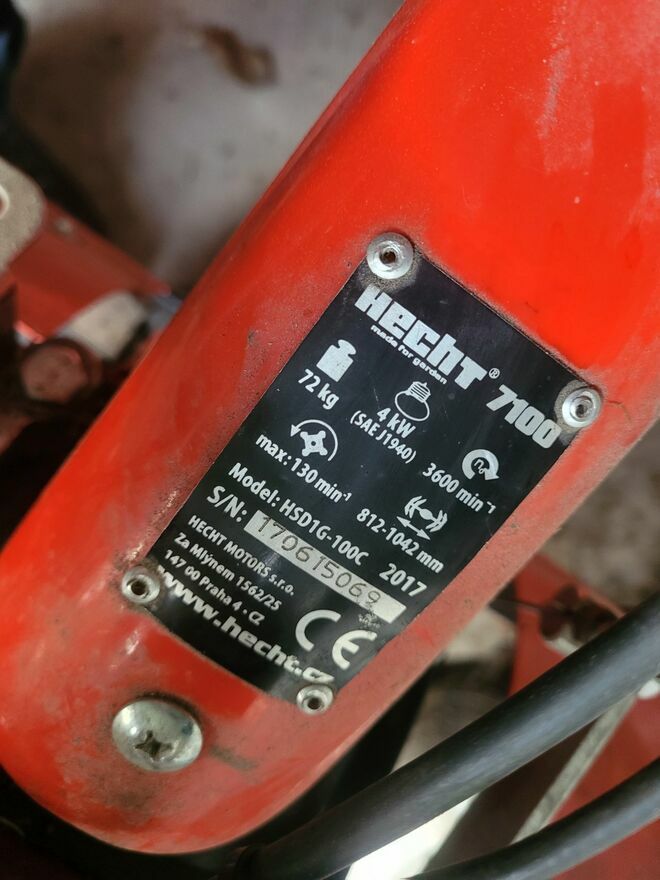 HECHT® 7100
made for garden
72 kg
4 kW
(SAE J1940)
3600 min⁻¹
max: 130 min⁻¹
812-1042 mm
Model: HSD1G-100C 2017
S/N: 170615069
HECHT MOTORS s.r.o.
Za Mlýnem 1562/25
147 00 Praha 4 - CZ
CE
www.hecht.cz